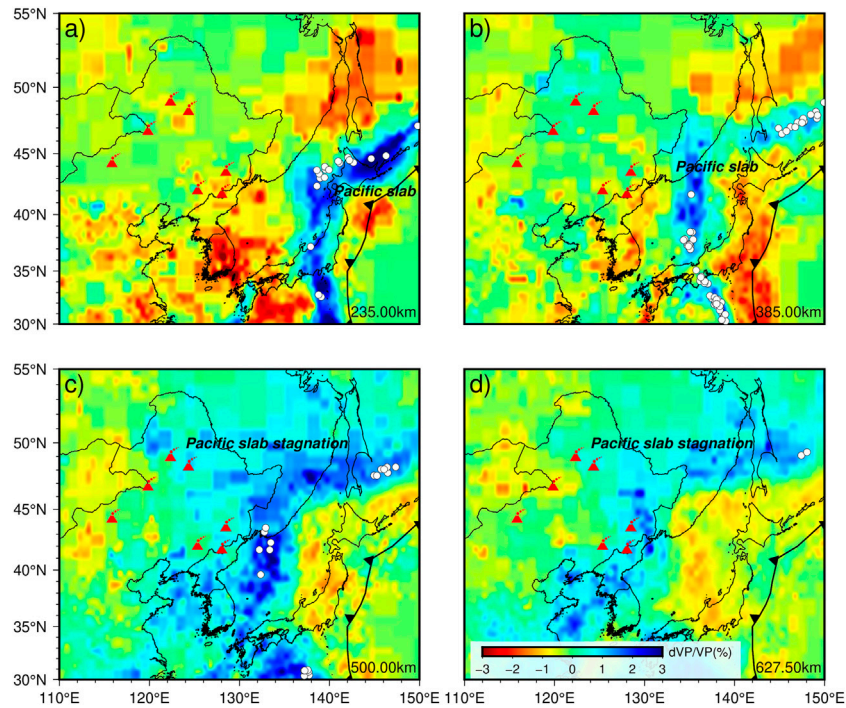 55°N
50°N
45°N
40°N
35°N
30°N
a)
Pacific slab
235.00km
b)
Pacific slab
385.00km
55°N
50°N
45°N
40°N
35°N
30°N
c)
Pacific slab stagnation
500.00km
d)
Pacific slab stagnation
dVP/VP(%)
−3 −2 −1 0 1 2 3
627.50km
110°E 120°E 130°E 140°E 150°E
110°E 120°E 130°E 140°E 150°E